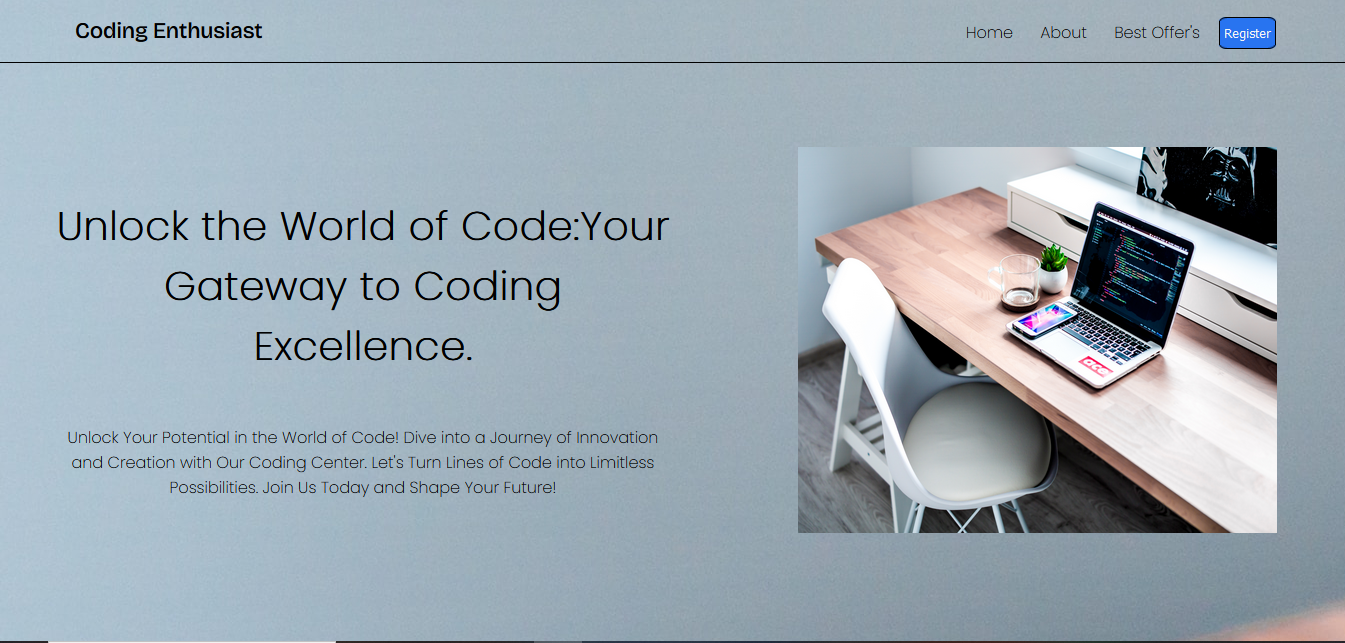 Coding Enthusiast
Home About Best Offer's Register
Unlock the World of Code:Your
Gateway to Coding
Excellence.
Unlock Your Potential in the World of Code! Dive into a Journey of Innovation
and Creation with Our Coding Center. Let's Turn Lines of Code into Limitless
Possibilities. Join Us Today and Shape Your Future!